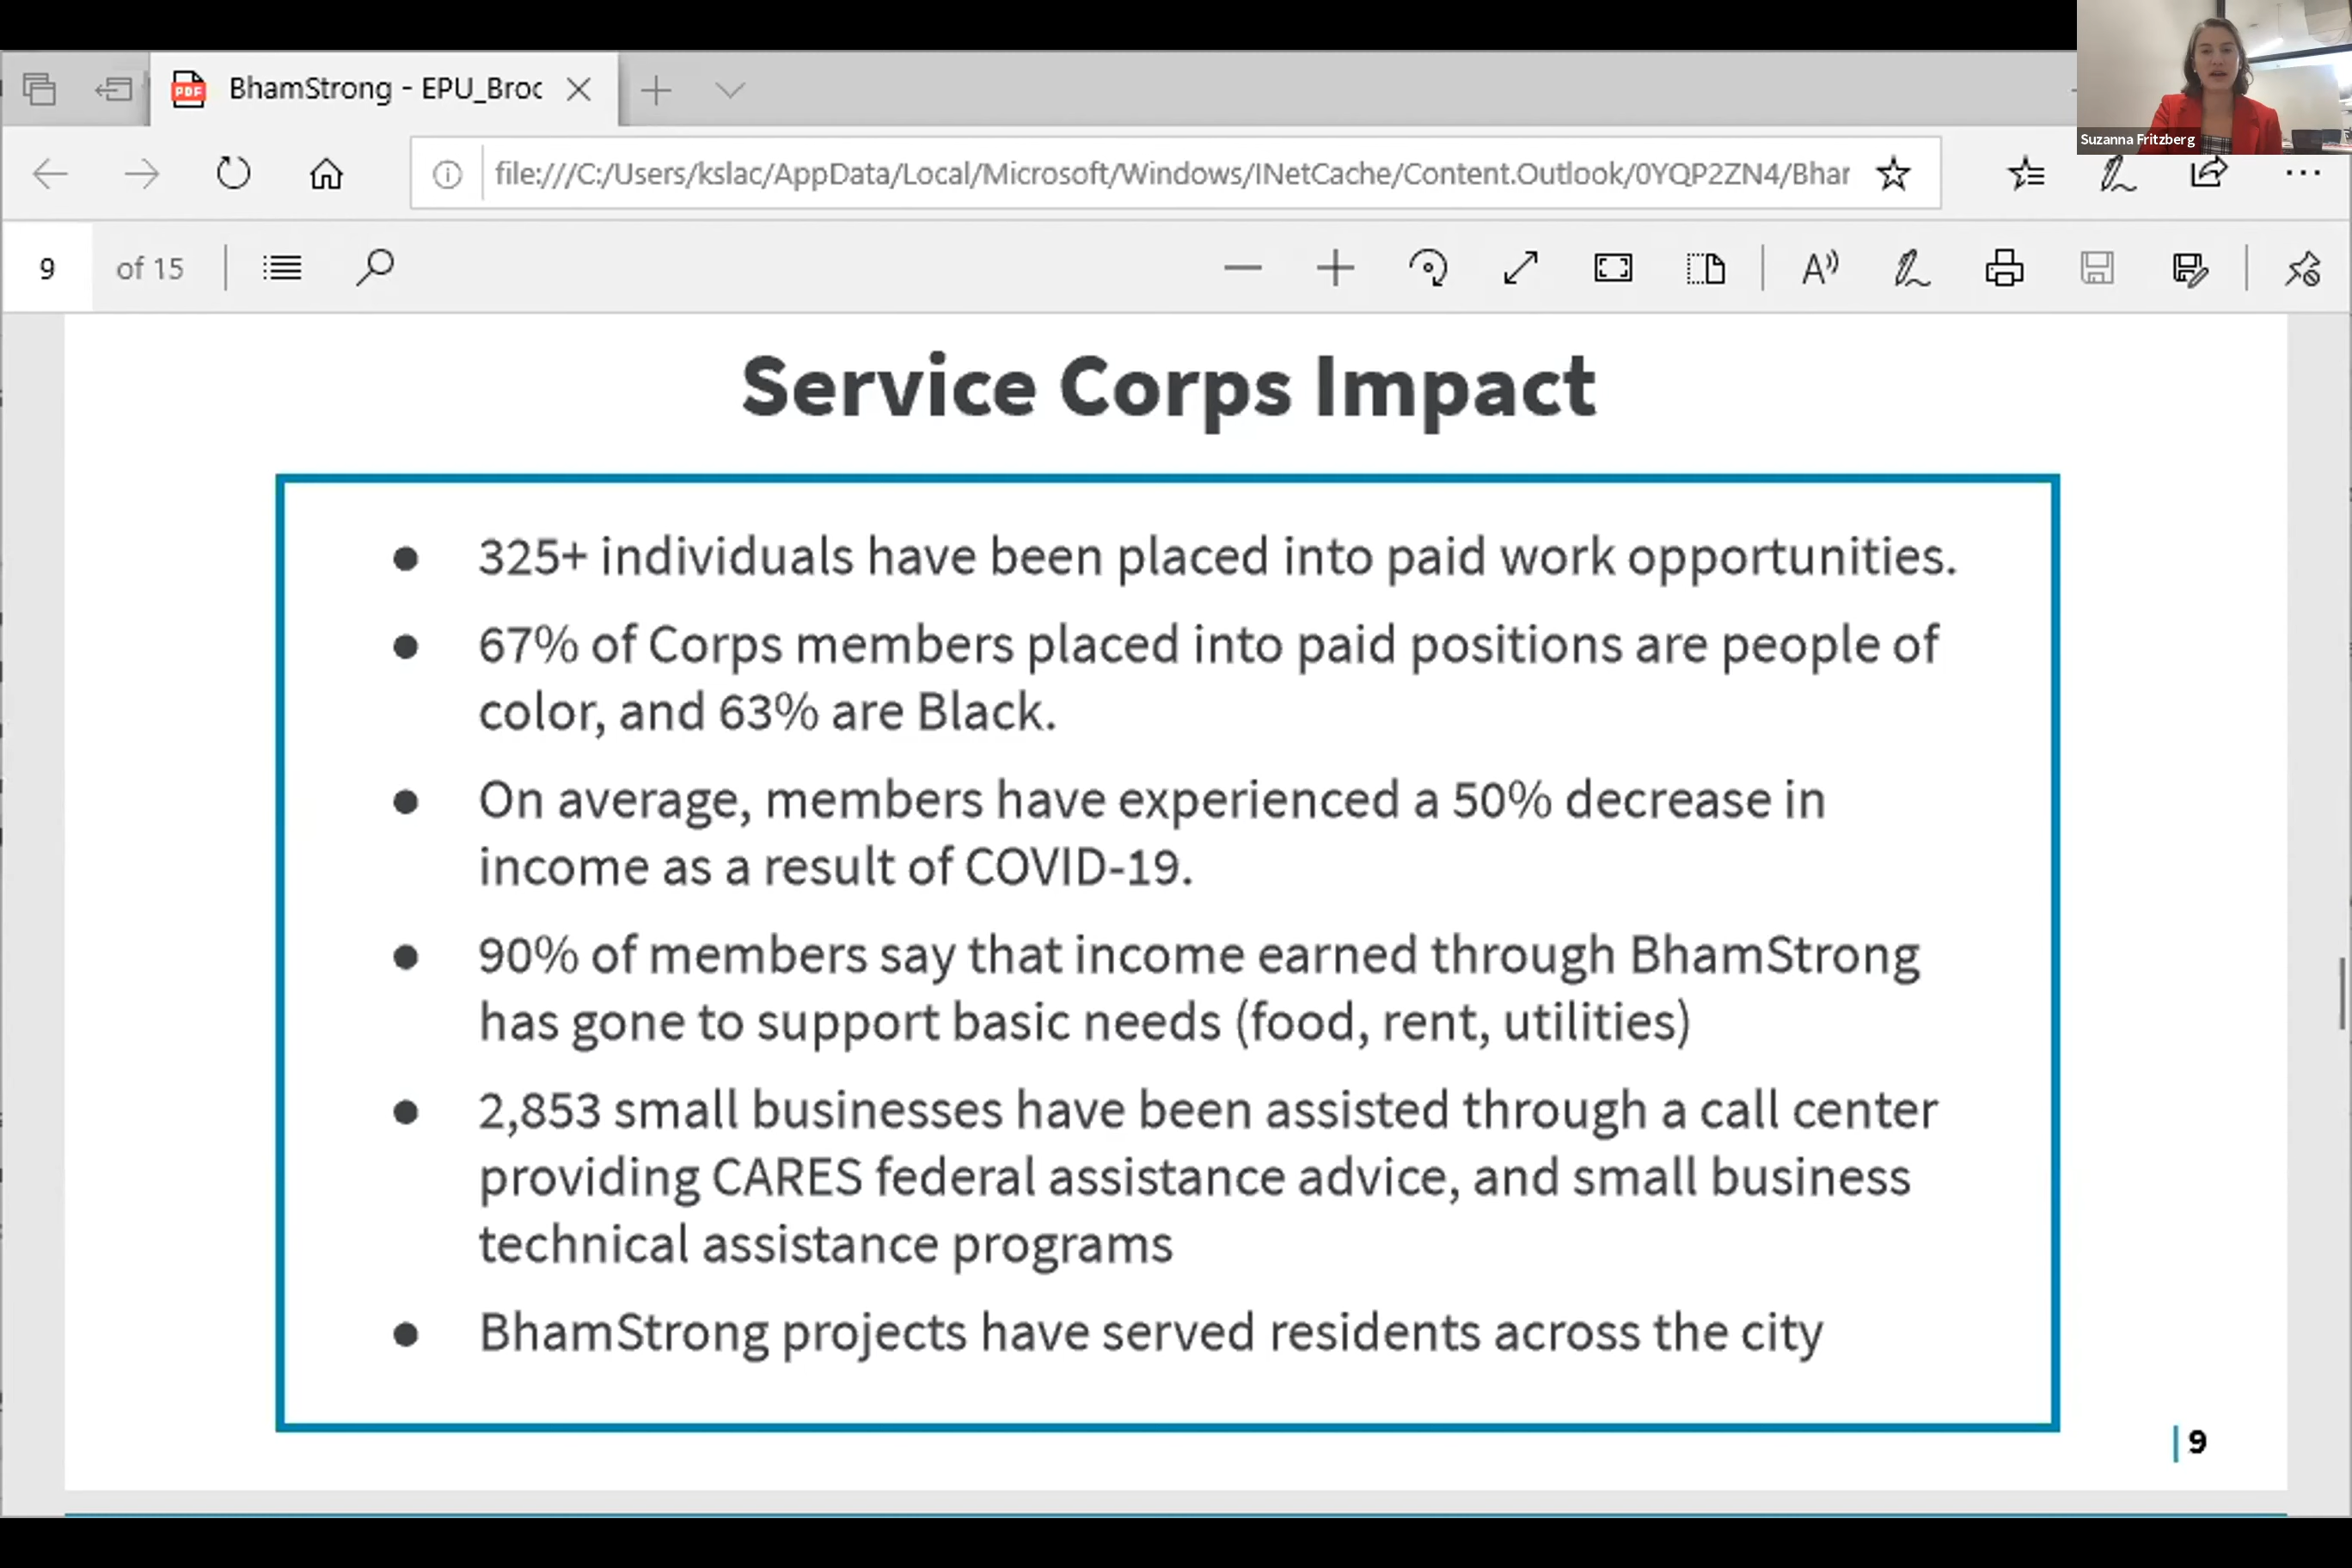 BhamStrong - EPU_Broc
Suzanna Fritzberg
file:///C:/Users/kslac/AppData/Local/Microsoft/Windows/INetCache/Content.Outlook/0YQP2ZN4/Bhar
9 of 15
Service Corps Impact
● 325+ individuals have been placed into paid work opportunities.
● 67% of Corps members placed into paid positions are people of
color, and 63% are Black.
● On average, members have experienced a 50% decrease in
income as a result of COVID-19.
● 90% of members say that income earned through BhamStrong
has gone to support basic needs (food, rent, utilities)
● 2,853 small businesses have been assisted through a call center
providing CARES federal assistance advice, and small business
technical assistance programs
● BhamStrong projects have served residents across the city
9